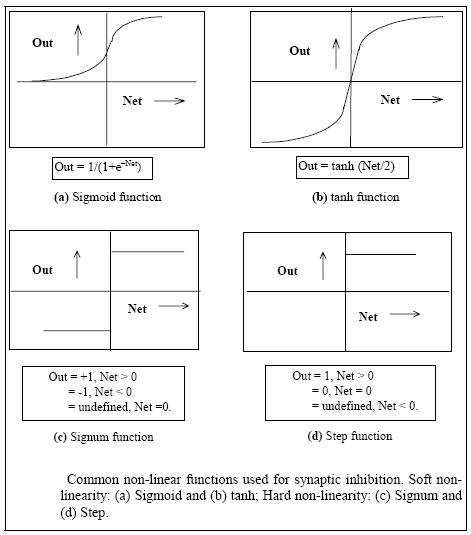 Out
Net
Out = 1/(1+e⁻ᴺᵉᵗ)
(a) Sigmoid function
Out
Net
Out = tanh (Net/2)
(b) tanh function
Out
Net
Out = +1, Net > 0
= -1, Net < 0
= undefined, Net =0.
(c) Signum function
Out
Net
Out = 1, Net > 0
= 0, Net = 0
= undefined, Net < 0.
(d) Step function
Common non-linear functions used for synaptic inhibition. Soft non-
linearity: (a) Sigmoid and (b) tanh; Hard non-linearity: (c) Signum and
(d) Step.